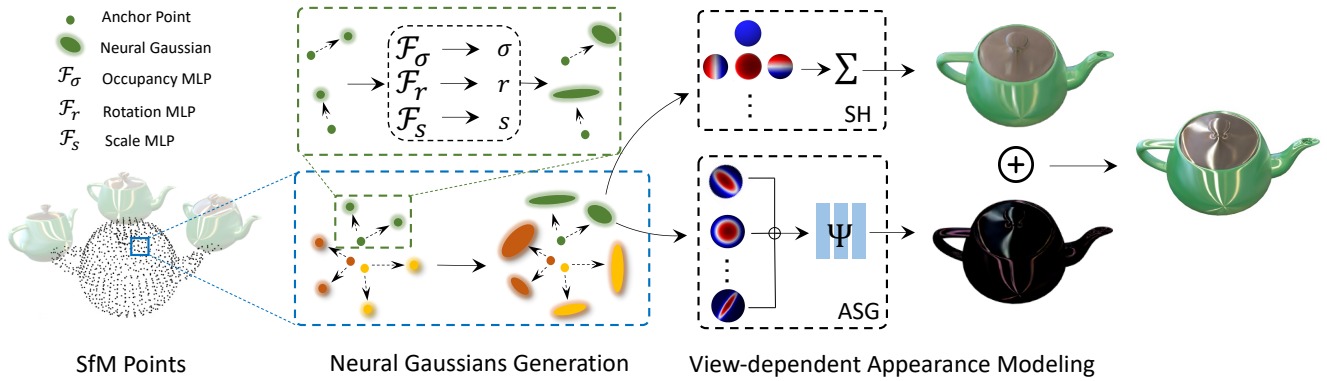 Anchor Point
Neural Gaussian
ℱσ Occupancy MLP
ℱr Rotation MLP
ℱs Scale MLP
ℱσ σ
ℱr r
ℱs s
Σ
SH
Ψ
ASG
SfM Points
Neural Gaussians Generation
View-dependent Appearance Modeling